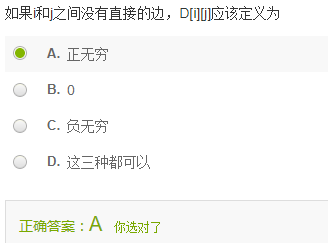 如果i和j之间没有直接的边，D[i][j]应该定义为
A. 正无穷
B. 0
C. 负无穷
D. 这三种都可以
正确答案：A 你选对了